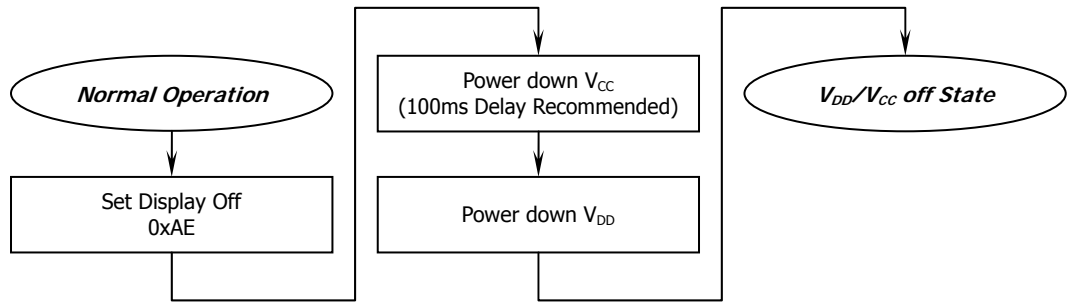 Normal Operation
Set Display Off
0xAE
Power down VCC
(100ms Delay Recommended)
Power down VDD
VDD/VCC off State